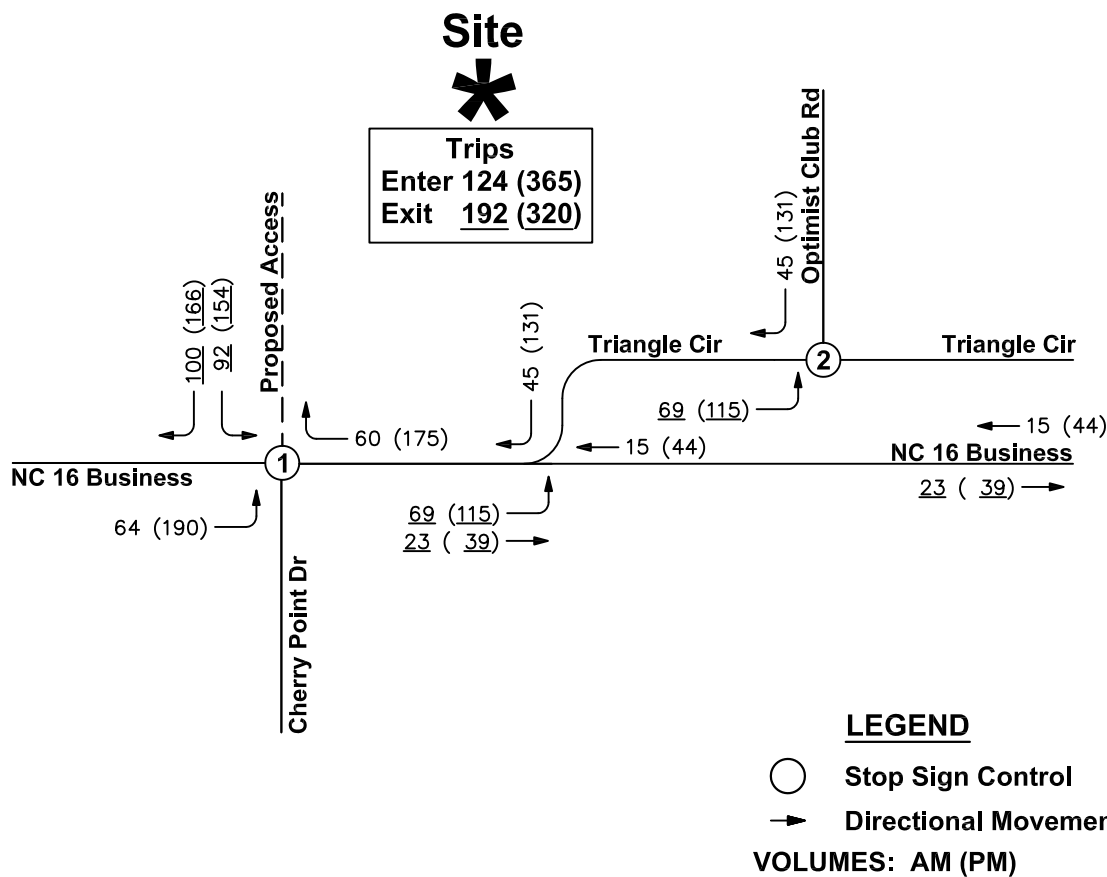 Site
Trips
Enter 124 (365)
Exit 192 (320)
Optimist Club Rd
45 (131)
Proposed Access
100 (166)
92 (154)
45 (131)
Triangle Cir
2
Triangle Cir
69 (115)
60 (175)
15 (44)
15 (44)
1
NC 16 Business
NC 16 Business
64 (190)
69 (115)
23 ( 39)
23 ( 39)
Cherry Point Dr
LEGEND
Stop Sign Control
Directional Movemen
VOLUMES: AM (PM)